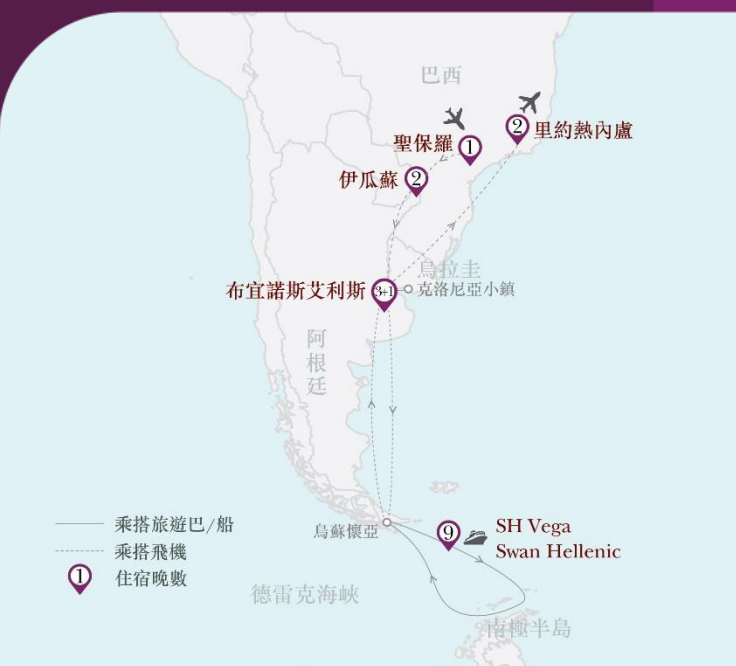 巴西
2
里約熱內盧
聖保羅
1
伊瓜蘇
2
烏拉圭
布宜諾斯艾利斯
3+1
克洛尼亞小鎮
阿根廷
烏蘇懷亞
9
SH Vega
Swan Hellenic
乘搭旅遊巴/船
乘搭飛機
1
住宿晚數
德雷克海峽
南極半島